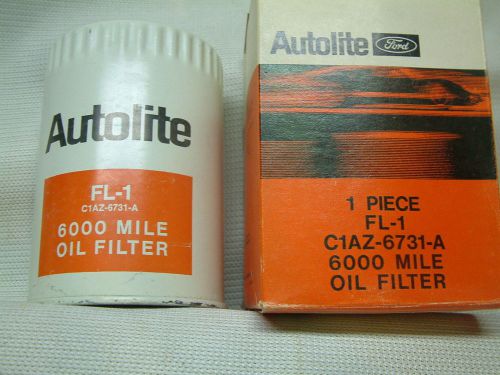 Autolite
FL-1
C1AZ-6731-A
6000 MILE
OIL FILTER
Autolite Ford
1 PIECE
FL-1
C1AZ-6731-A
6000 MILE
OIL FILTER